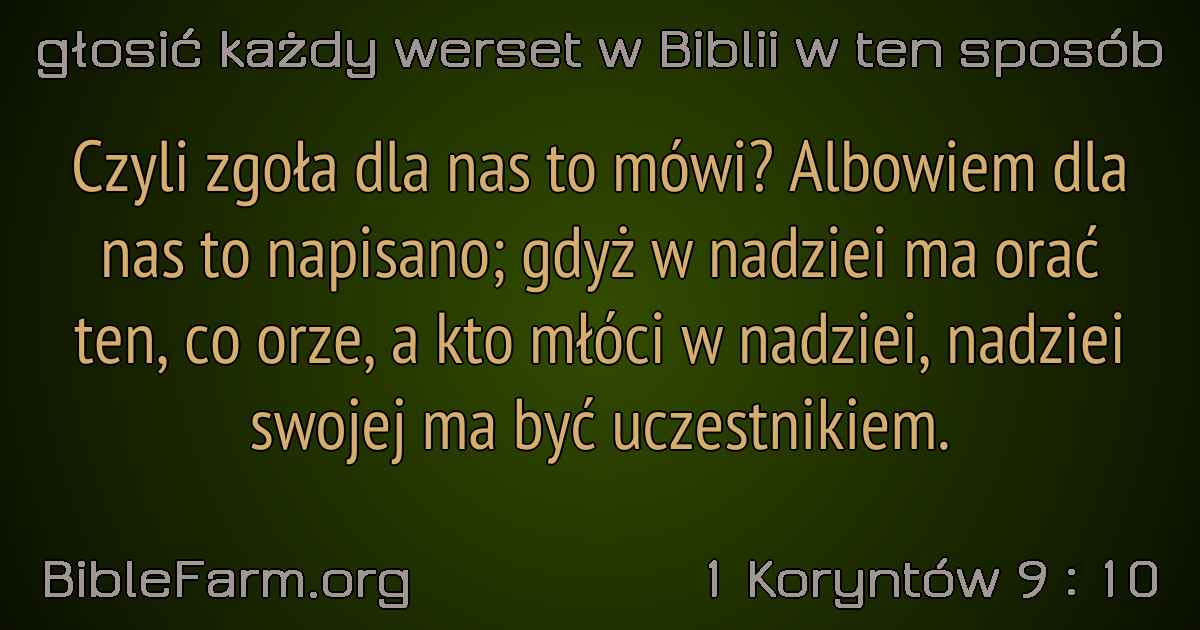 głosić każdy werset w Biblii w ten sposób
Czyli zgoła dla nas to mówi? Albowiem dla
nas to napisano; gdyż w nadziei ma orać
ten, co orze, a kto młóci w nadziei, nadziei
swojej ma być uczestnikiem.
BibleFarm.org
1 Koryntów 9 : 10